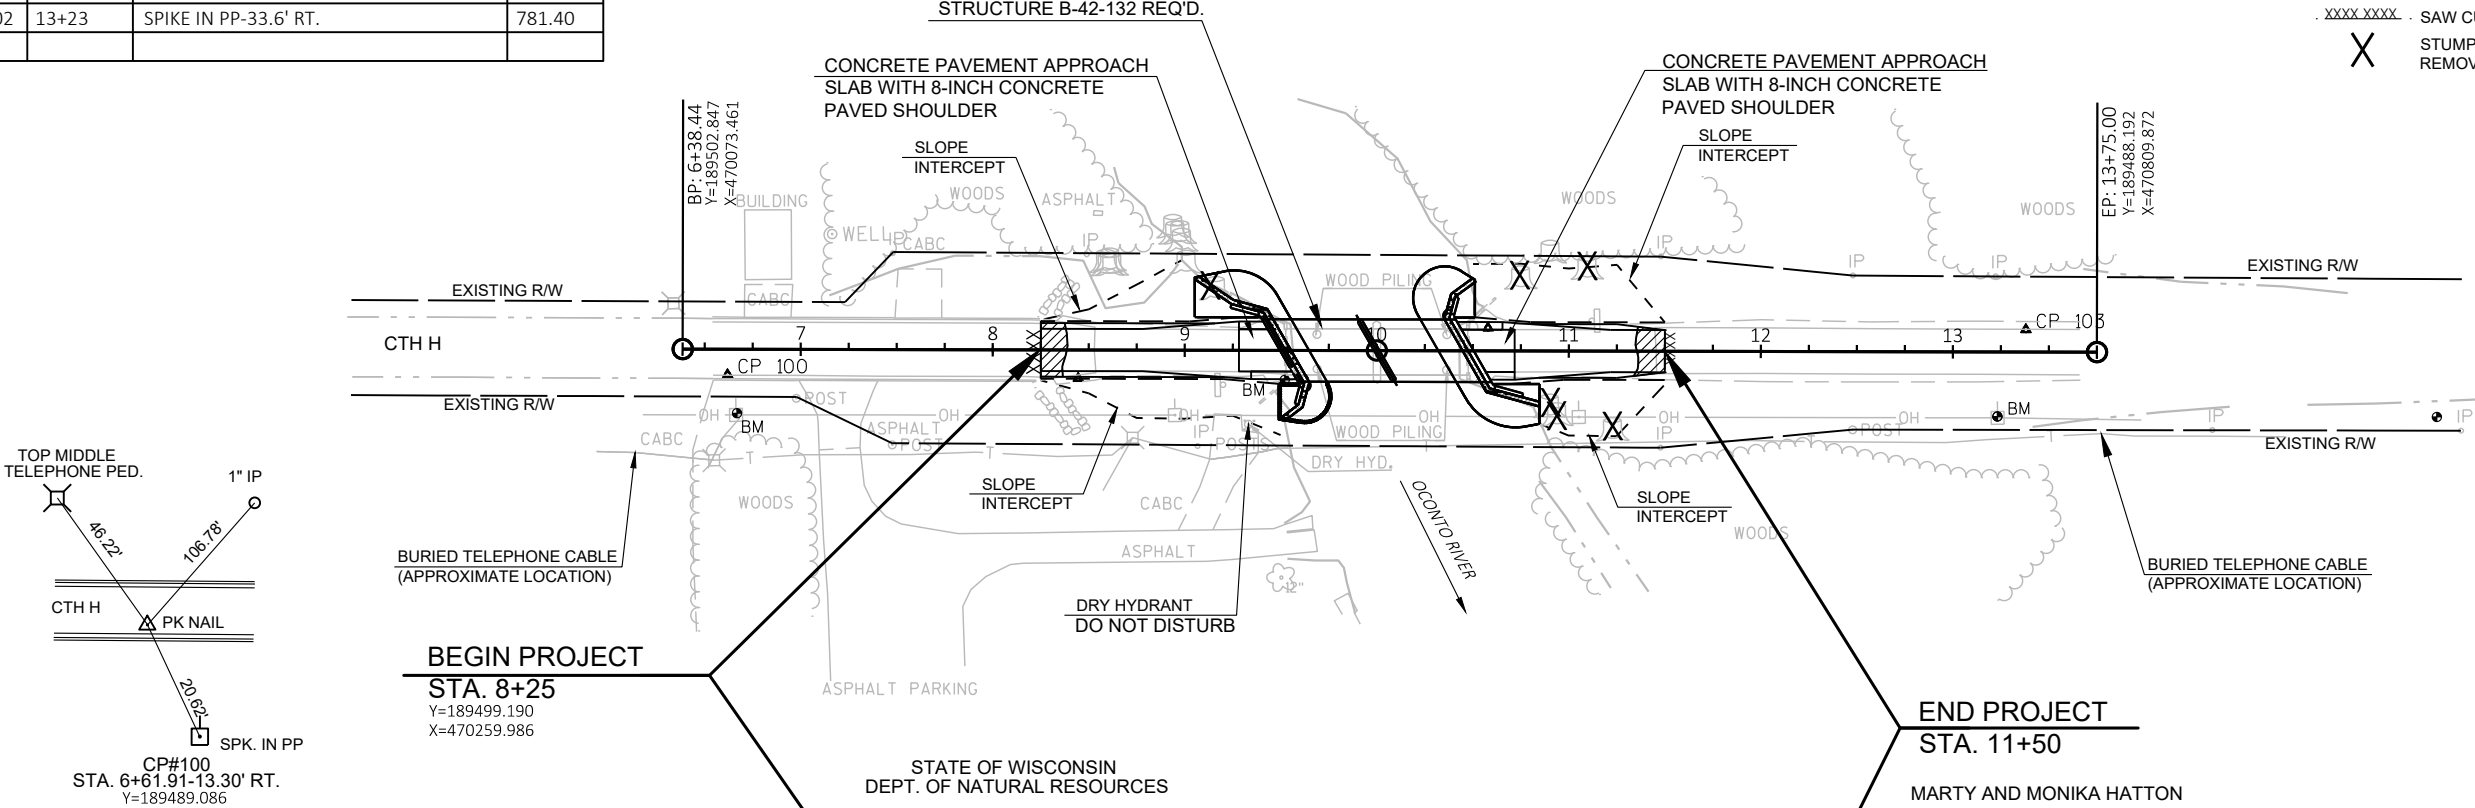 02 13+23 SPIKE IN PP-33.6' RT. 781.40
STRUCTURE B-42-132 REQ'D.
XXXX XXXX
STUMP
CONCRETE PAVEMENT APPROACH
SLAB WITH 8-INCH CONCRETE
PAVED SHOULDER
CONCRETE PAVEMENT APPROACH
SLAB WITH 8-INCH CONCRETE
PAVED SHOULDER
SLOPE
INTERCEPT
SLOPE
INTERCEPT
BP: 6+38.44
Y=189502.847
X=470073.461
EP: 13+75.00
Y=189488.192
X=470809.872
BUILDING
WOODS
ASPHALT
WOODS
WOODS
WELL
IP
CABC
IP
IP
IP
IP
CABC
WOOD PILING
EXISTING R/W
EXISTING R/W
CTH H
7
8
9
10
11
12
13
CP 103
CP 100
BM
EXISTING R/W
POST
OH
OH
OH
OH
OH
OH
BM
BM
IP
IP
CABC
ASPHALT
POST
T
T
IP
POSTS
WOOD PILING
IP
POST
T
EXISTING R/W
DRY HYD.
TOP MIDDLE
TELEPHONE PED.
1" IP
46.22'
106.78'
WOODS
SLOPE
INTERCEPT
CABC
OCONTO RIVER
SLOPE
INTERCEPT
WOODS
ASPHALT
BURIED TELEPHONE CABLE
(APPROXIMATE LOCATION)
BURIED TELEPHONE CABLE
(APPROXIMATE LOCATION)
12"
CTH H
PK NAIL
DRY HYDRANT
DO NOT DISTURB
BEGIN PROJECT
STA. 8+25
Y=189499.190
X=470259.986
ASPHALT PARKING
20.62'
SPK. IN PP
CP#100
STA. 6+61.91-13.30' RT.
Y=189489.086
STATE OF WISCONSIN
DEPT. OF NATURAL RESOURCES
END PROJECT
STA. 11+50
MARTY AND MONIKA HATTON